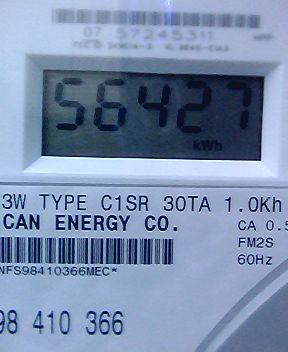 07 57245311
56427
kWh
3W TYPE C1SR 30TA 1.0Kh
CAN ENERGY CO.
CA 0.5
FM2S
60Hz
NFS98410366MEC*
98 410 366